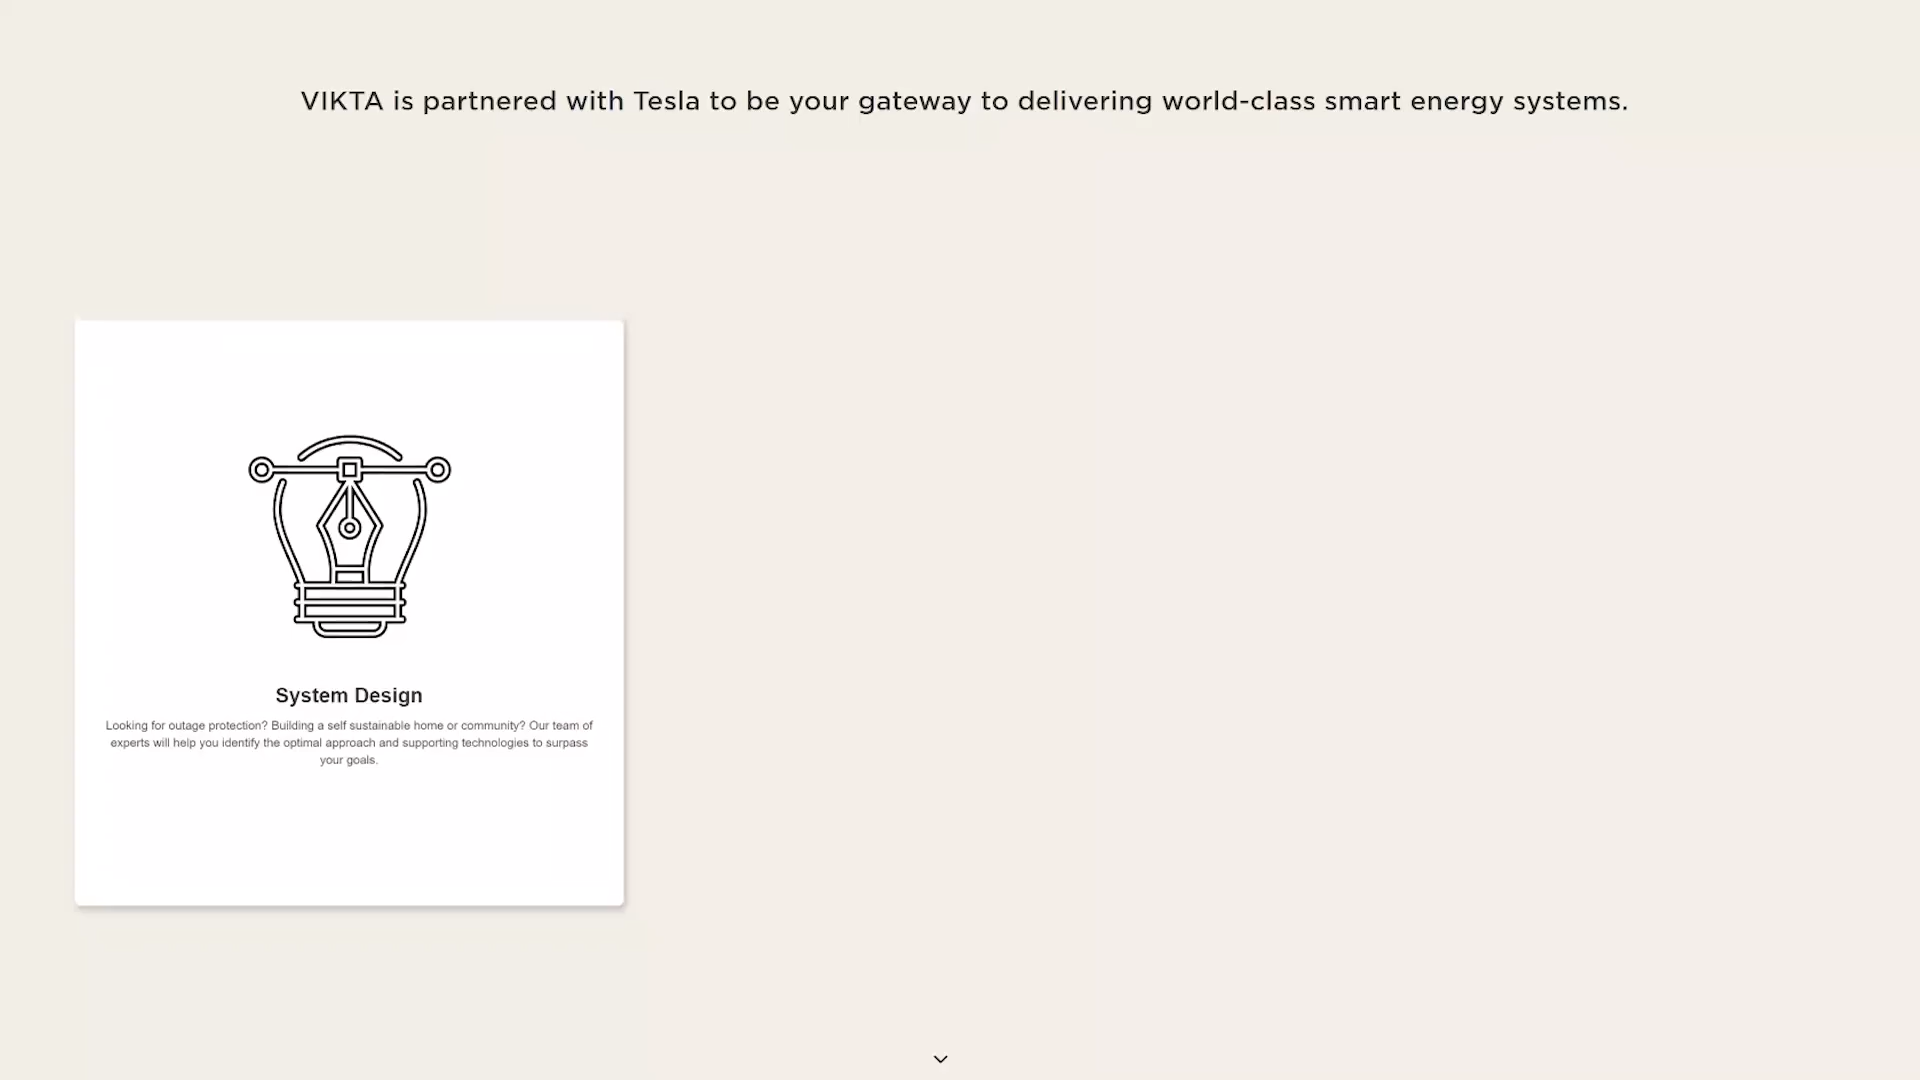 VIKTA is partnered with Tesla to be your gateway to delivering world-class smart energy systems.
System Design
Looking for outage protection? Building a self sustainable home or community? Our team of
experts will help you identify the optimal approach and supporting technologies to surpass
your goals.